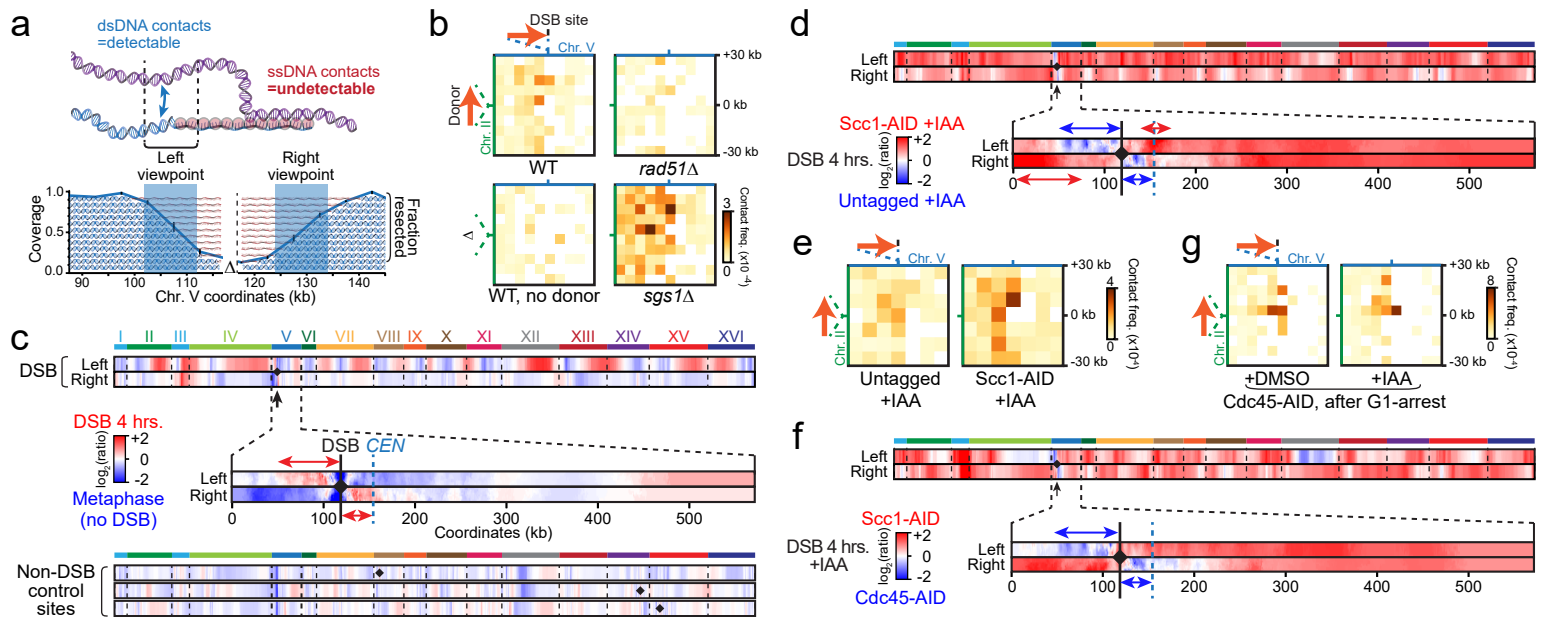 a
dsDNA contacts
=detectable
ssDNA contacts
=undetectable
Left
viewpoint
Right
viewpoint
Coverage
1.0
0.5
0.0
Fraction
resected
Δ
90 100 110 120 130 140
Chr. V coordinates (kb)
b
DSB site
Chr. V
Donor
Chr. II
+30 kb
0 kb
-30 kb
WT
rad51Δ
Δ
3
0
Contact freq. (x10⁻⁴)
WT, no donor
sgs1Δ
c
I II III IV V VI VII VIII IX X XI XII XIII XIV XV XVI
DSB
Left
Right
DSB 4 hrs.
log₂(ratio)
+2
0
-2
Metaphase
(no DSB)
DSB CEN
Left
Right
0 100 200 300 400 500
Coordinates (kb)
Non-DSB
control
sites
d
Left
Right
Scc1-AID +IAA
DSB 4 hrs.
log₂(ratio)
+2
0
-2
Untagged +IAA
Left
Right
0 100 200 300 400 500
e
Chr. V
Chr. II
+30 kb
0 kb
-30 kb
4
0
Contact freq. (x10⁻⁴)
Untagged
+IAA
Scc1-AID
+IAA
g
Chr. V
Chr. II
+30 kb
0 kb
-30 kb
8
0
Contact freq. (x10⁻⁴)
+DMSO
+IAA
Cdc45-AID, after G1-arrest
f
Left
Right
Scc1-AID
DSB 4 hrs.
+IAA
log₂(ratio)
+2
0
-2
Cdc45-AID
Left
Right
0 100 200 300 400 500